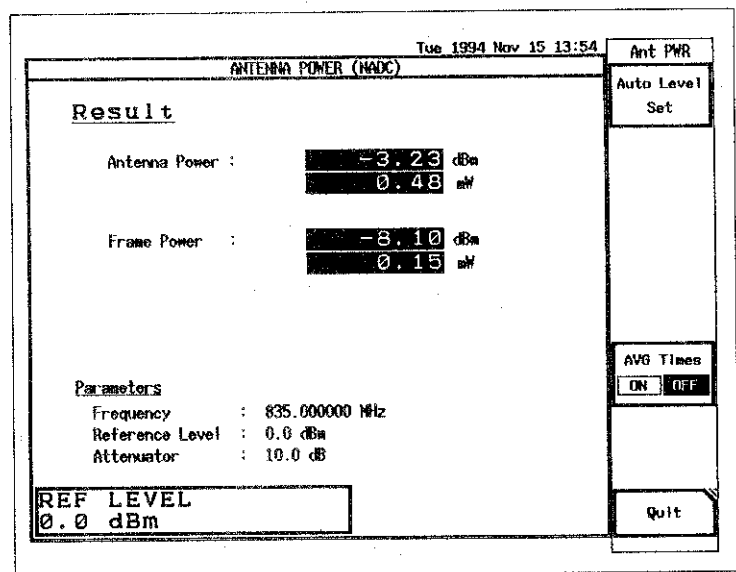 Tue 1994 Nov 15 13:54
Ant PWR
ANTENNA POWER (NADC)
Auto Level
Set
Result
Antenna Power : -3.23 dBm
0.48 mW
Frame Power : -8.10 dBm
0.15 mW
AVG Times
ON OFF
Parameters
Frequency : 835.000000 MHz
Reference Level : 0.0 dBm
Attenuator : 10.0 dB
REF LEVEL
0.0 dBm
Quit